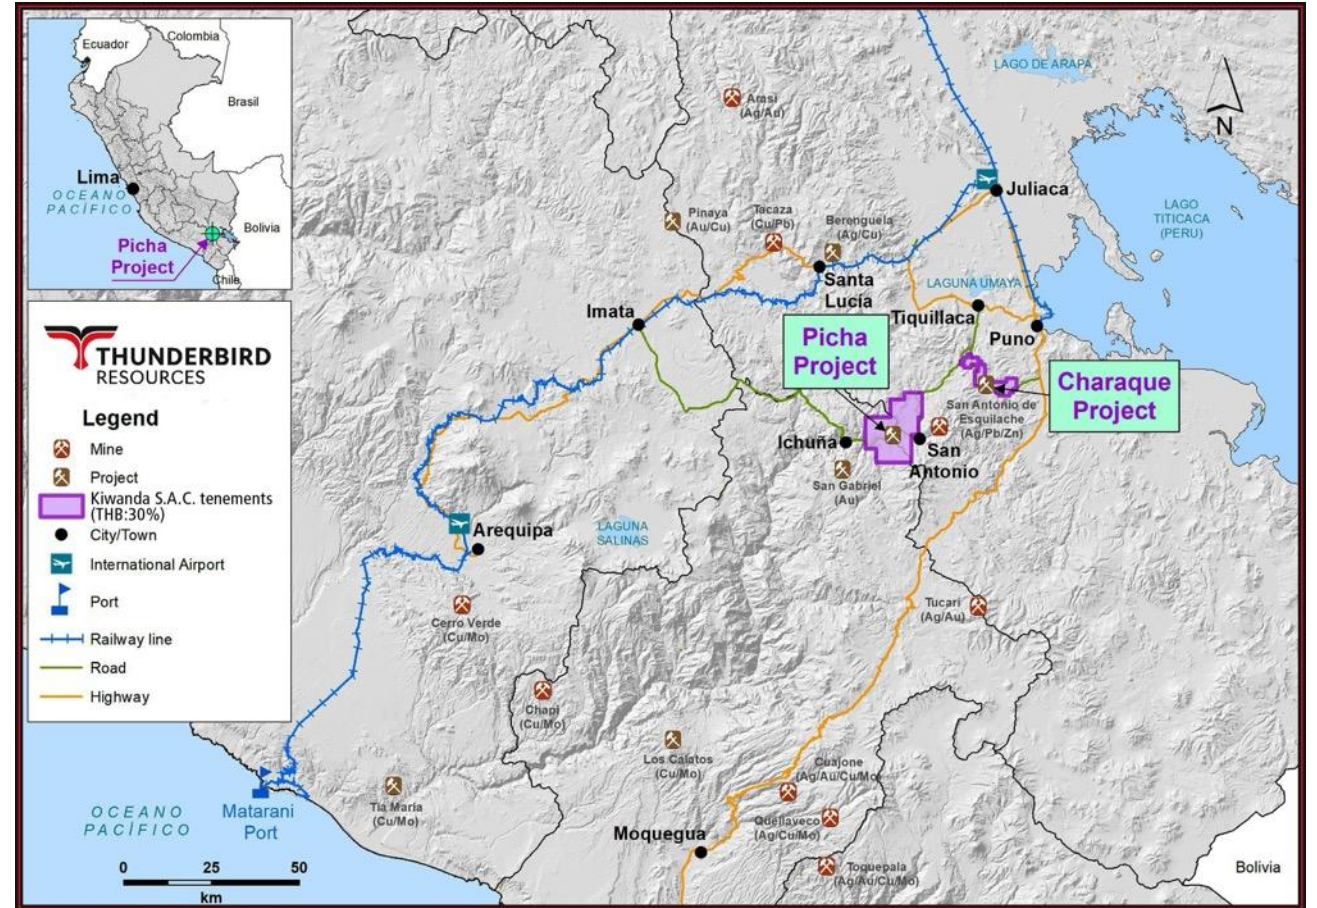 Ecuador
Colombia
Brasil
Lima
OCEANO
PACÍFICO
Bolivia
Picha
Project
Chile
THUNDERBIRD
RESOURCES
Legend
Mine
Project
Kiwanda S.A.C. tenements
(THB:30%)
City/Town
International Airport
Port
Railway line
Road
Highway
LAGO DE ARAPA
N
Arasi
(Ag/Au)
Juliaca
LAGO
TITICACA
(PERU)
Pinaya
(Au/Cu)
Tacaza
(Cu/Pb)
Berenguela
(Ag/Cu)
Santa
Lucía
LAGUNA UMAYA
Imata
Tiquillaca
Puno
Picha
Project
Charaque
Project
San Antonio de
Esquilache
(Ag/Pb/Zn)
Ichuña
San
Antonio
San Gabriel
(Au)
LAGUNA
SALINAS
Arequipa
Cerro Verde
(Cu/Mo)
Tucari
(Ag/Au)
Chapi
(Cu/Mo)
Los Calatos
(Cu/Mo)
Cuajone
(Ag/Au/Cu/Mo)
Tia Maria
(Cu/Mo)
Quellaveco
(Ag/Cu/Mo)
OCEANO
PACÍFICO
Matarani
Port
Moquegua
Toquepala
(Ag/Au/Cu/Mo)
Bolivia
0 25 50
km